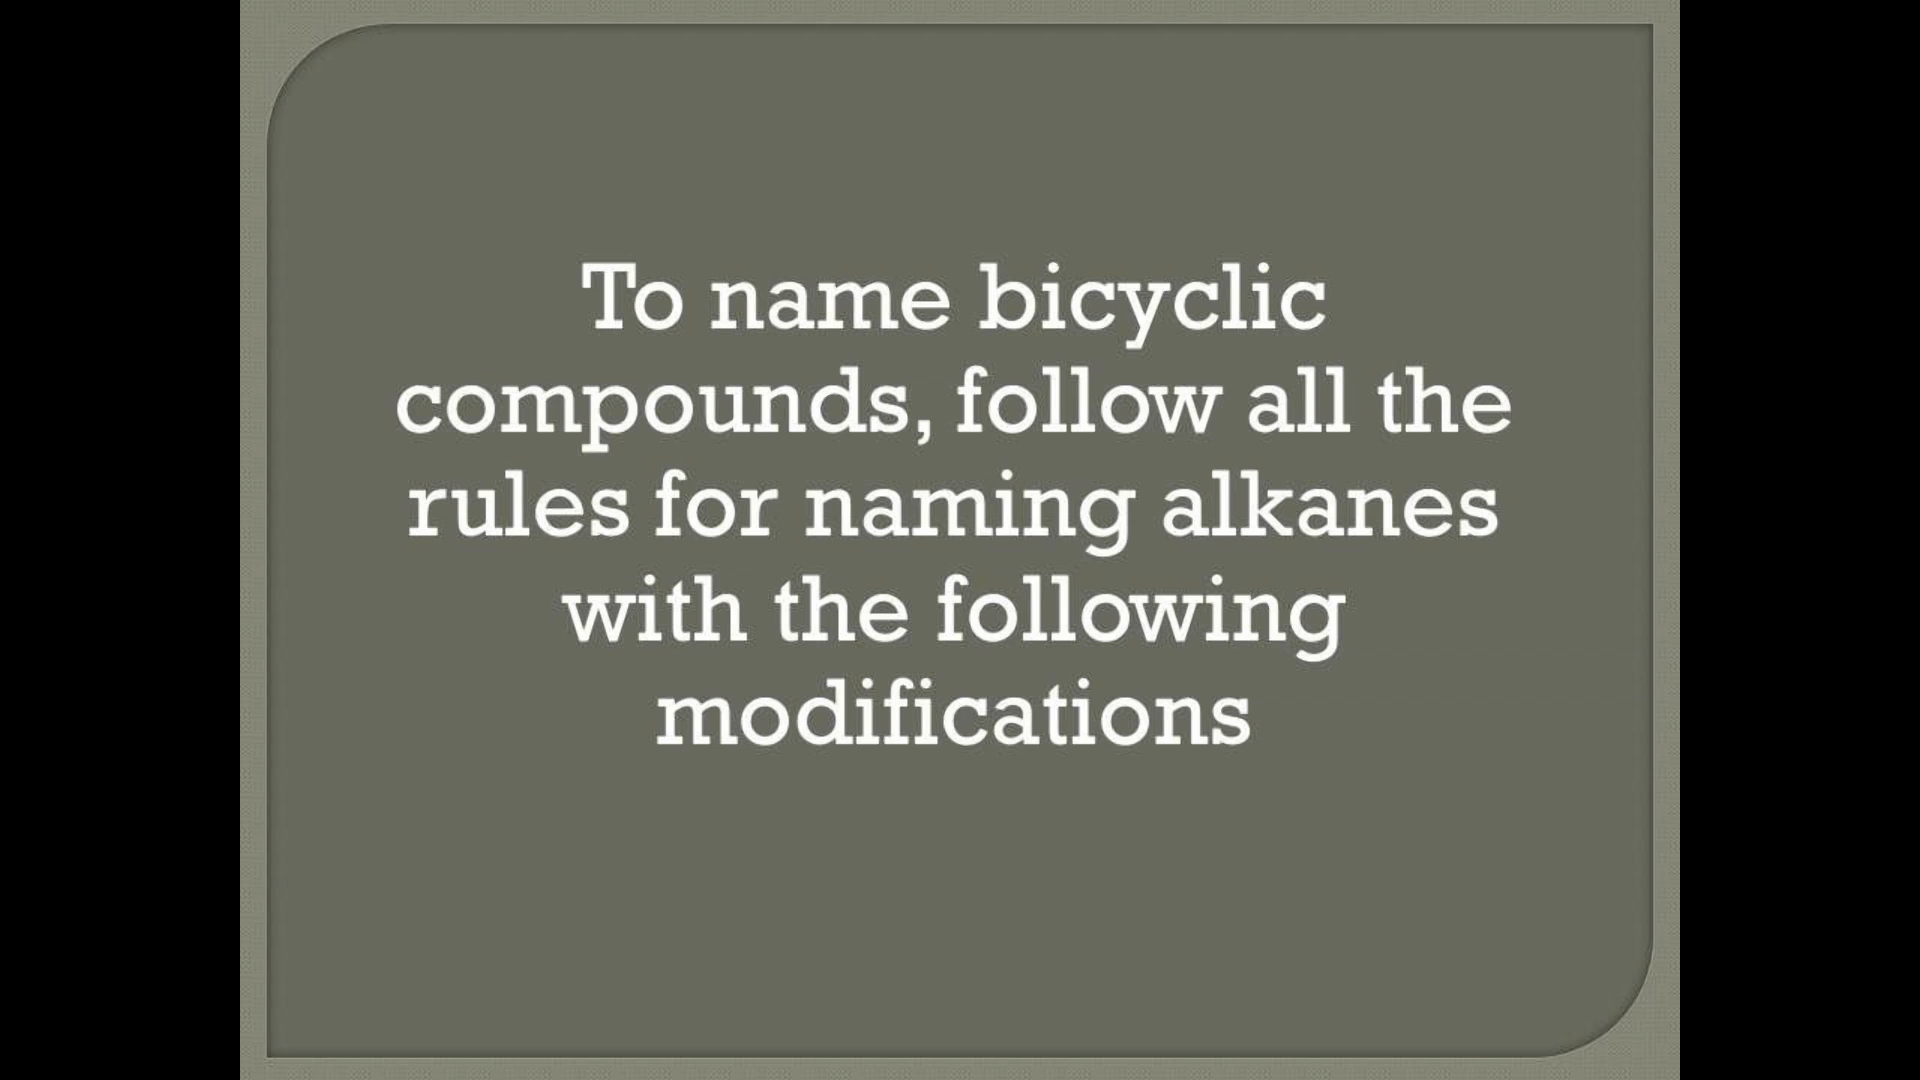 To name bicyclic
compounds, follow all the
rules for naming alkanes
with the following
modifications